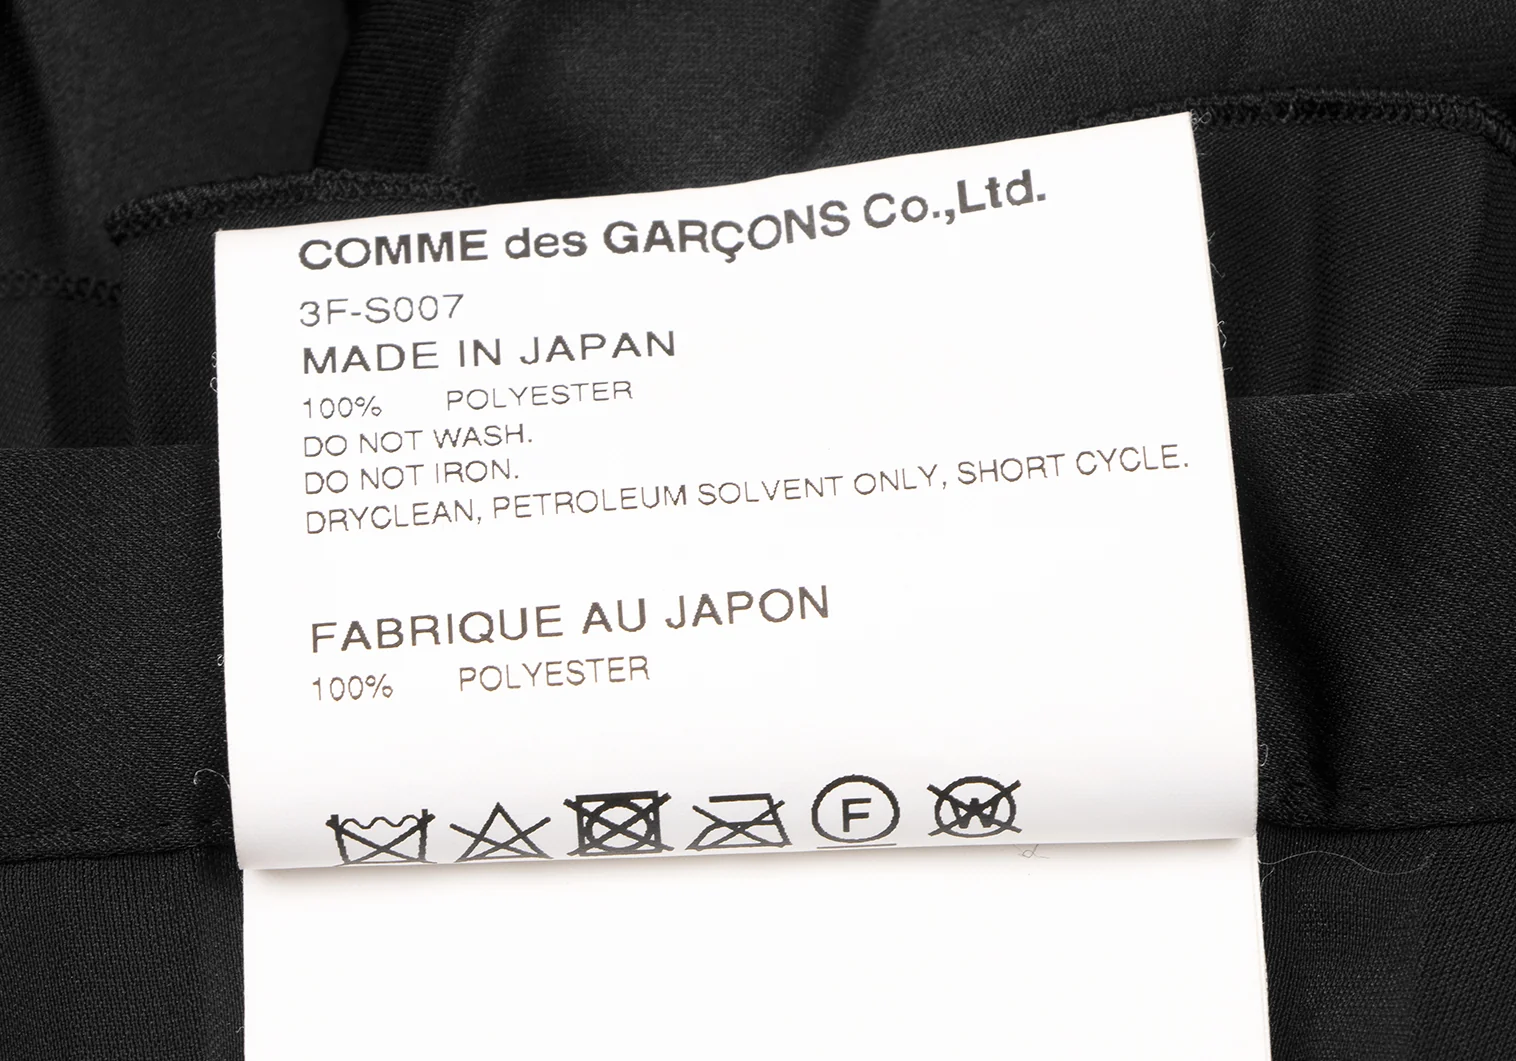 COMME des GARÇONS Co.,Ltd.
3F-S007
MADE IN JAPAN
100% POLYESTER
DO NOT WASH.
DO NOT IRON.
DRYCLEAN, PETROLEUM SOLVENT ONLY, SHORT CYCLE.
FABRIQUE AU JAPON
100% POLYESTER
F W